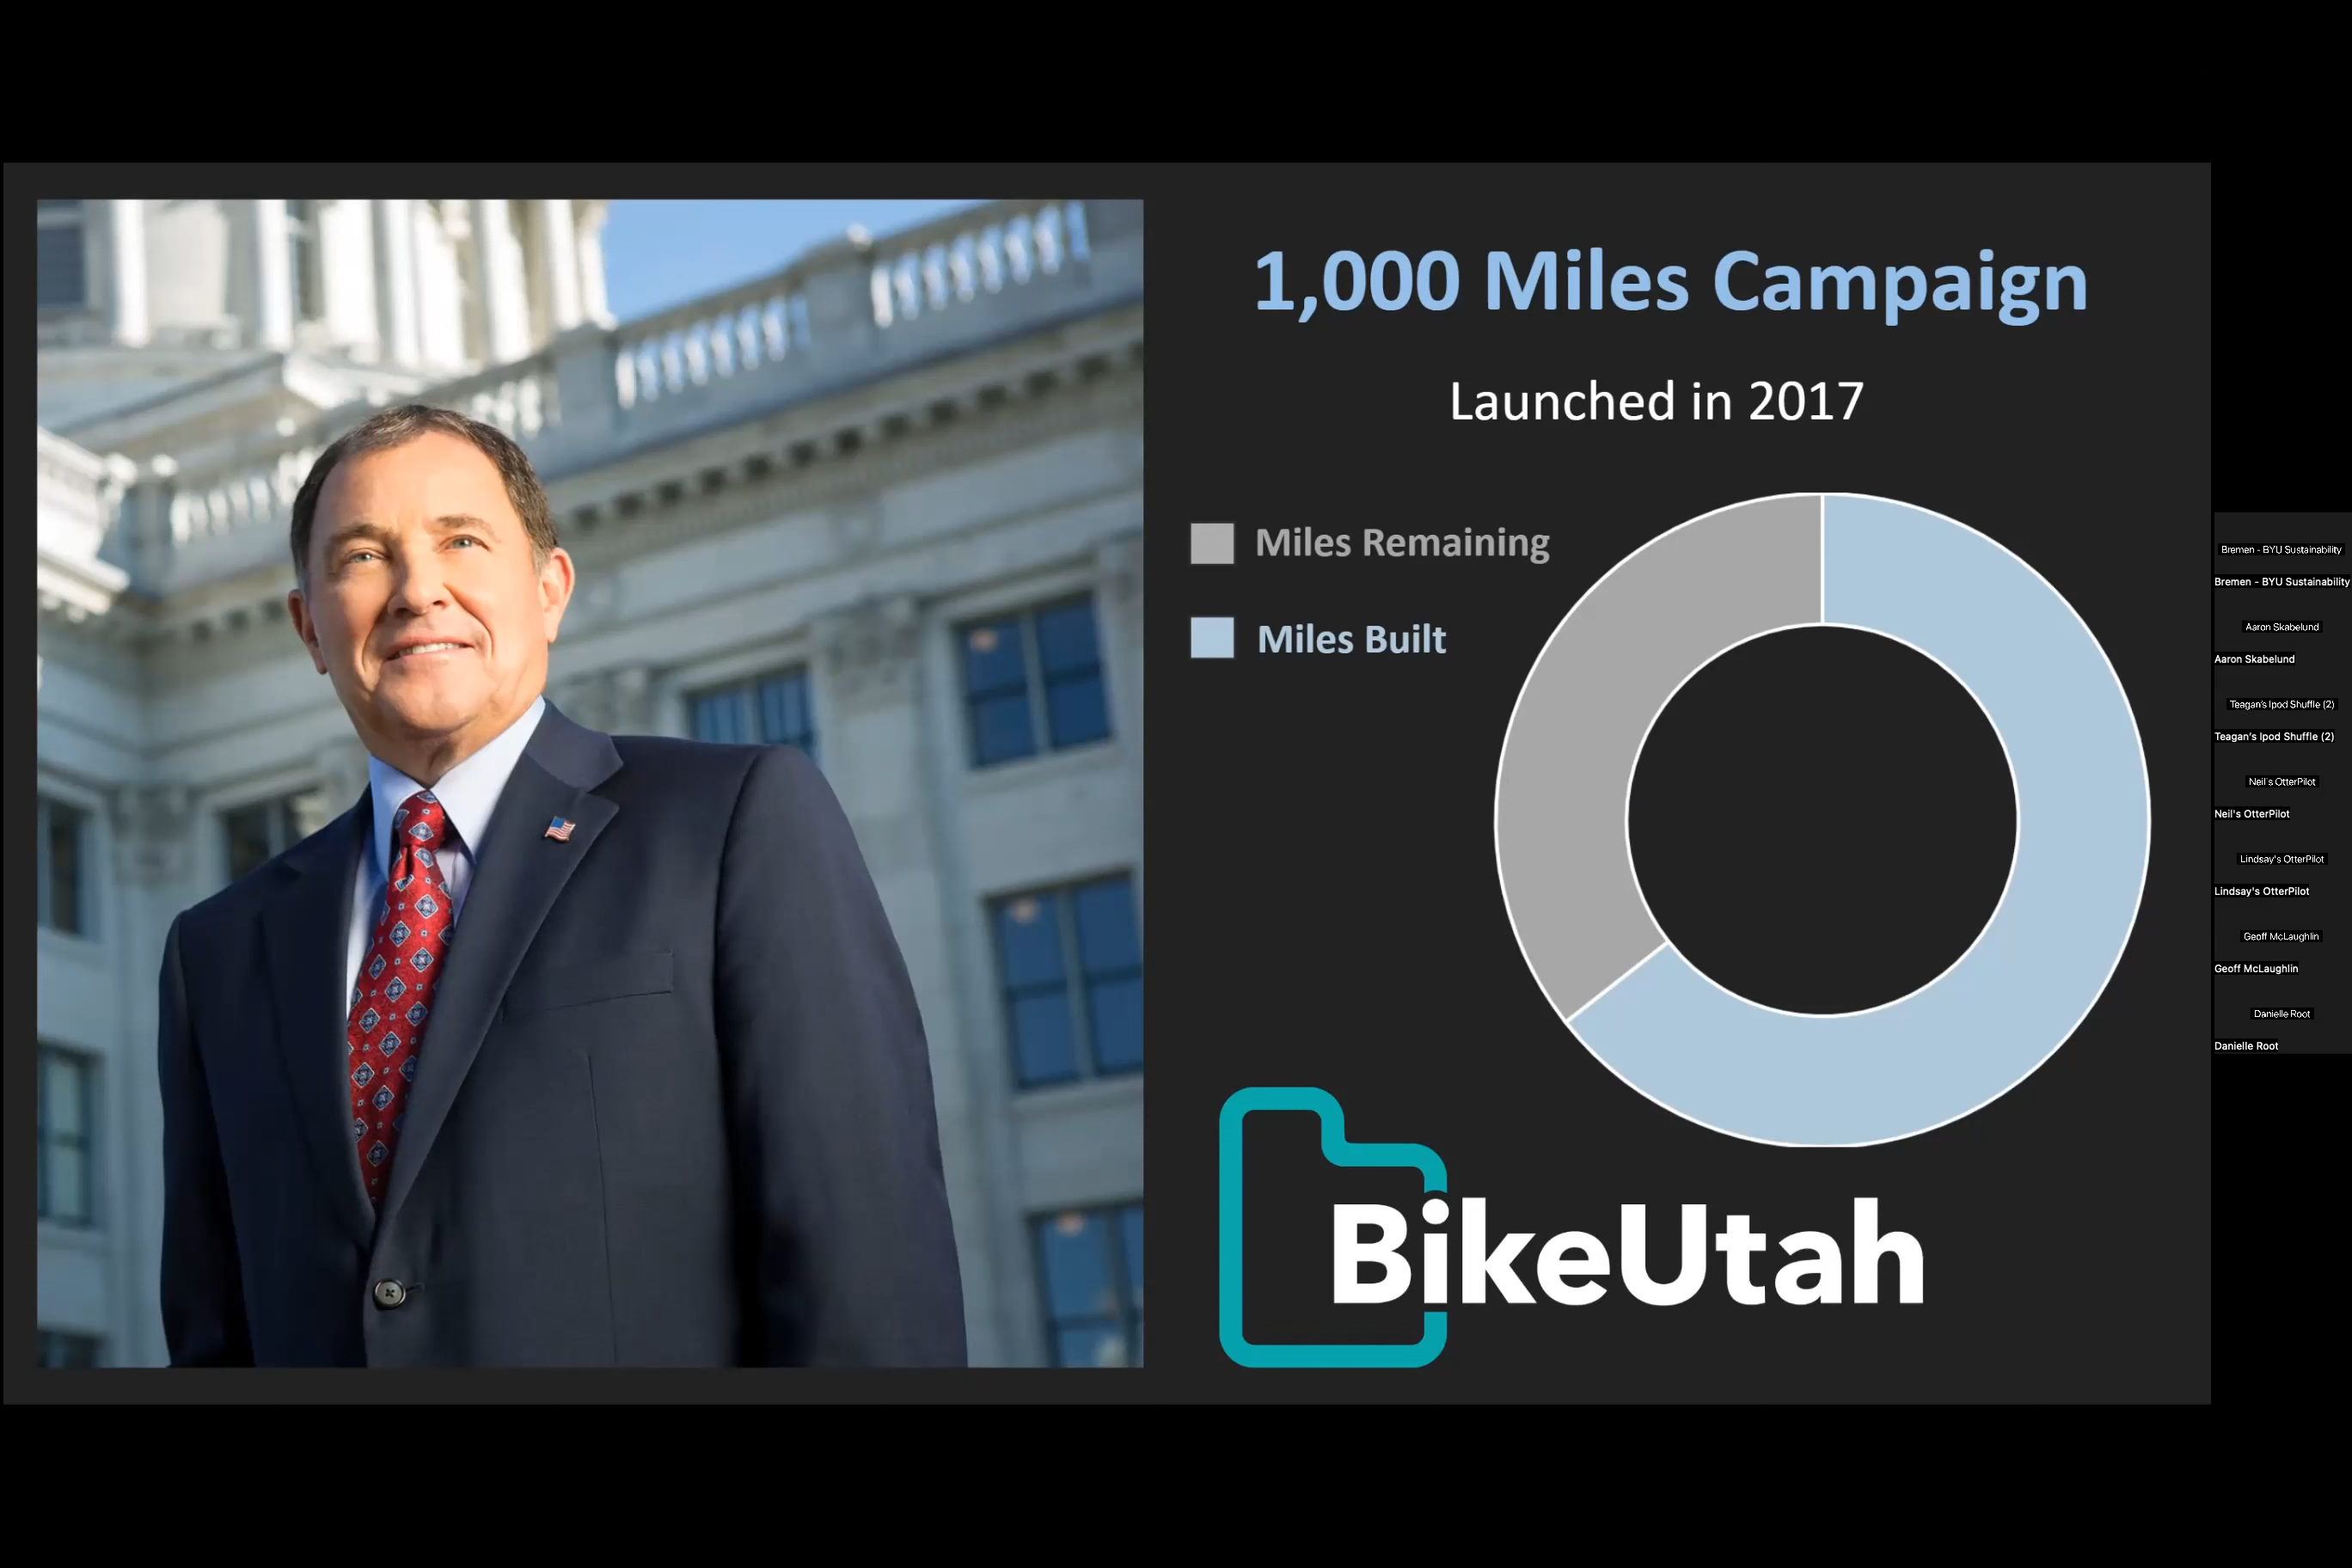 1,000 Miles Campaign
Launched in 2017
Miles Remaining
Miles Built
BikeUtah
Bremen - BYU Sustainability
Bremen - BYU Sustainability
Aaron Skabelund
Aaron Skabelund
Teagan's Ipod Shuffle (2)
Teagan's Ipod Shuffle (2)
Neil's OtterPilot
Neil's OtterPilot
Lindsay's OtterPilot
Lindsay's OtterPilot
Geoff McLaughlin
Geoff McLaughlin
Danielle Root
Danielle Root